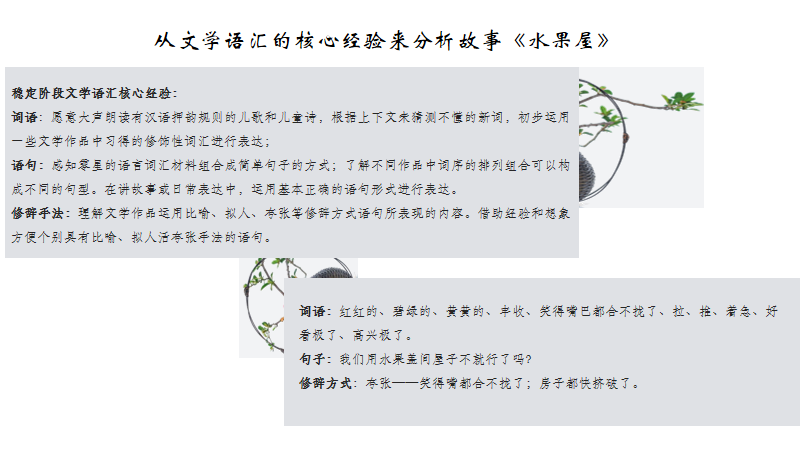 从文学语汇的核心经验来分析故事《水果屋》
稳定阶段文学语汇核心经验：
词语：愿意大声朗读有汉语押韵规则的儿歌和儿童诗，根据上下文来猜测不懂的新词，初步运用
一些文学作品中习得的修饰性词汇进行表达；
语句：感知零星的语言词汇材料组合成简单句子的方式；了解不同作品中词序的排列组合可以构
成不同的句型。在讲故事或日常表达中，运用基本正确的语句形式进行表达。
修辞手法：理解文学作品运用比喻、拟人、夸张等修辞方式语句所表现的内容。借助经验和想象
方便个别具有比喻、拟人活夸张手法的语句。
词语：红红的、碧绿的、黄黄的、丰收、笑得嘴巴都合不拢了、拉、推、着急、好
看极了、高兴极了。
句子：我们用水果盖间屋子不就行了吗?
修辞方式：夸张——笑得嘴都合不拢了；房子都快挤破了。